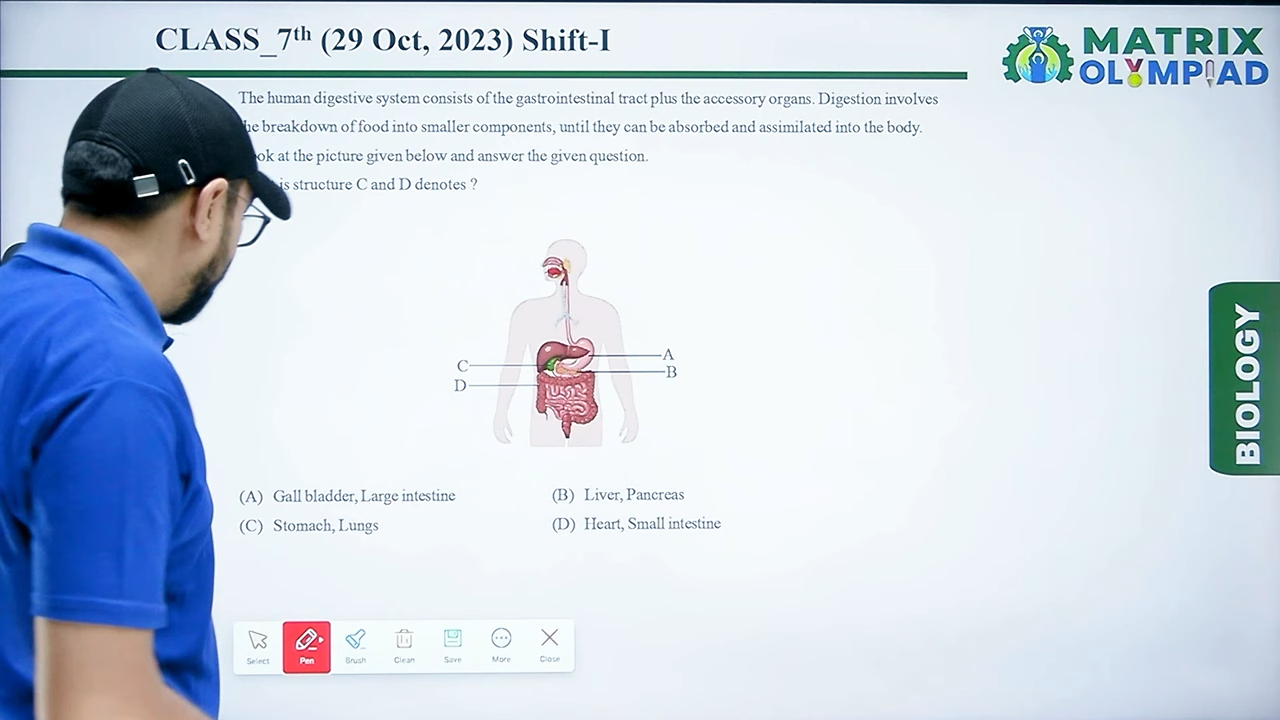 CLASS_7th (29 Oct, 2023) Shift-I
MATRIX
OLYMPIAD
The human digestive system consists of the gastrointestinal tract plus the accessory organs. Digestion involves
breakdown of food into smaller components, until they can be absorbed and assimilated into the body.
at the picture given below and answer the given question.
is structure C and D denotes ?
A
C
B
D
BIOLOGY
(A) Gall bladder, Large intestine
(B) Liver, Pancreas
(C) Stomach, Lungs
(D) Heart, Small intestine
Select
Pen
Brush
Clean
Save
More
Close